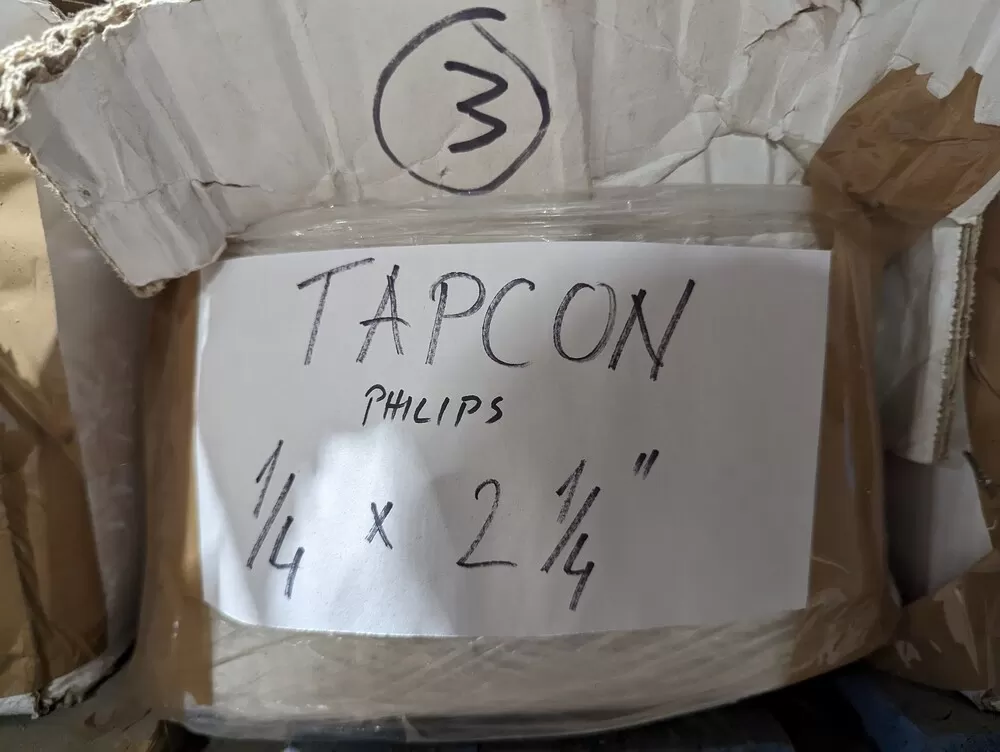 3
TAPCON
PHILIPS
1/4 x 2 1/4"